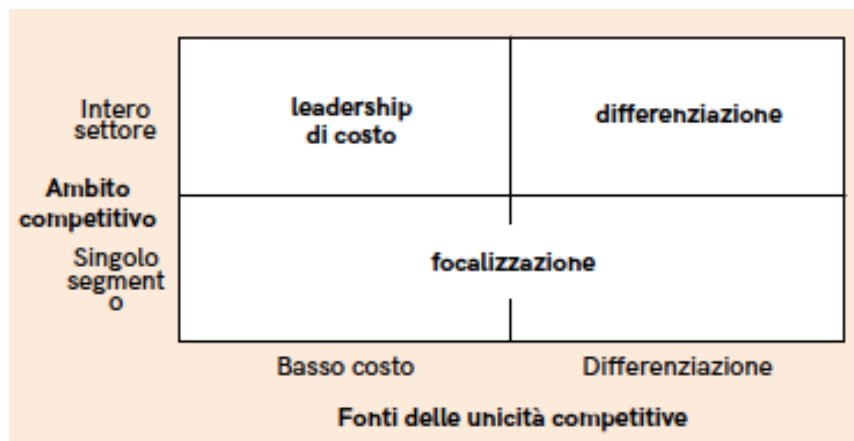 Intero
settore
leadership
di costo
differenziazione
Ambito
competitivo
Singolo
segment
o
focalizzazione
Basso costo
Differenziazione
Fonti delle unicità competitive